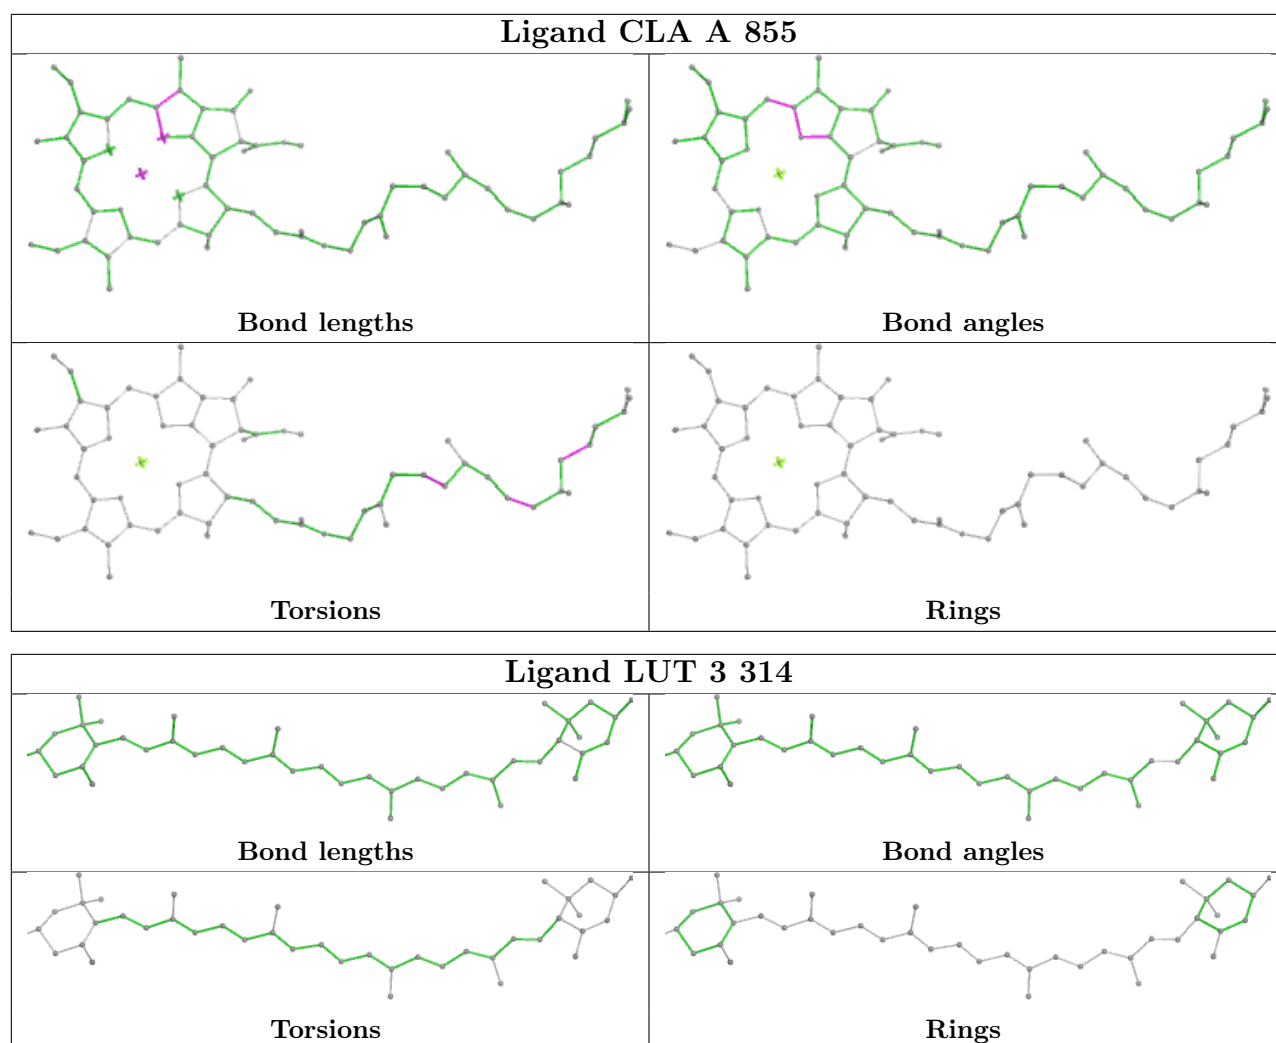 Ligand CLA A 855
Bond lengths
Bond angles
Torsions
Rings
Ligand LUT 3 314
Bond lengths
Bond angles
Torsions
Rings